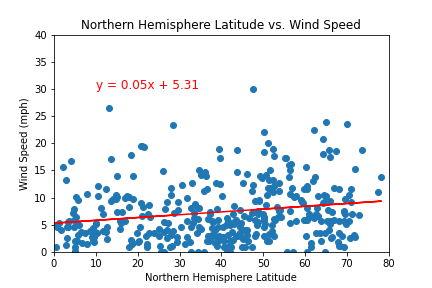 Northern Hemisphere Latitude vs. Wind Speed
40
35
30
25
20
15
10
5
0
Wind Speed (mph)
y = 0.05x + 5.31
0 10 20 30 40 50 60 70 80
Northern Hemisphere Latitude